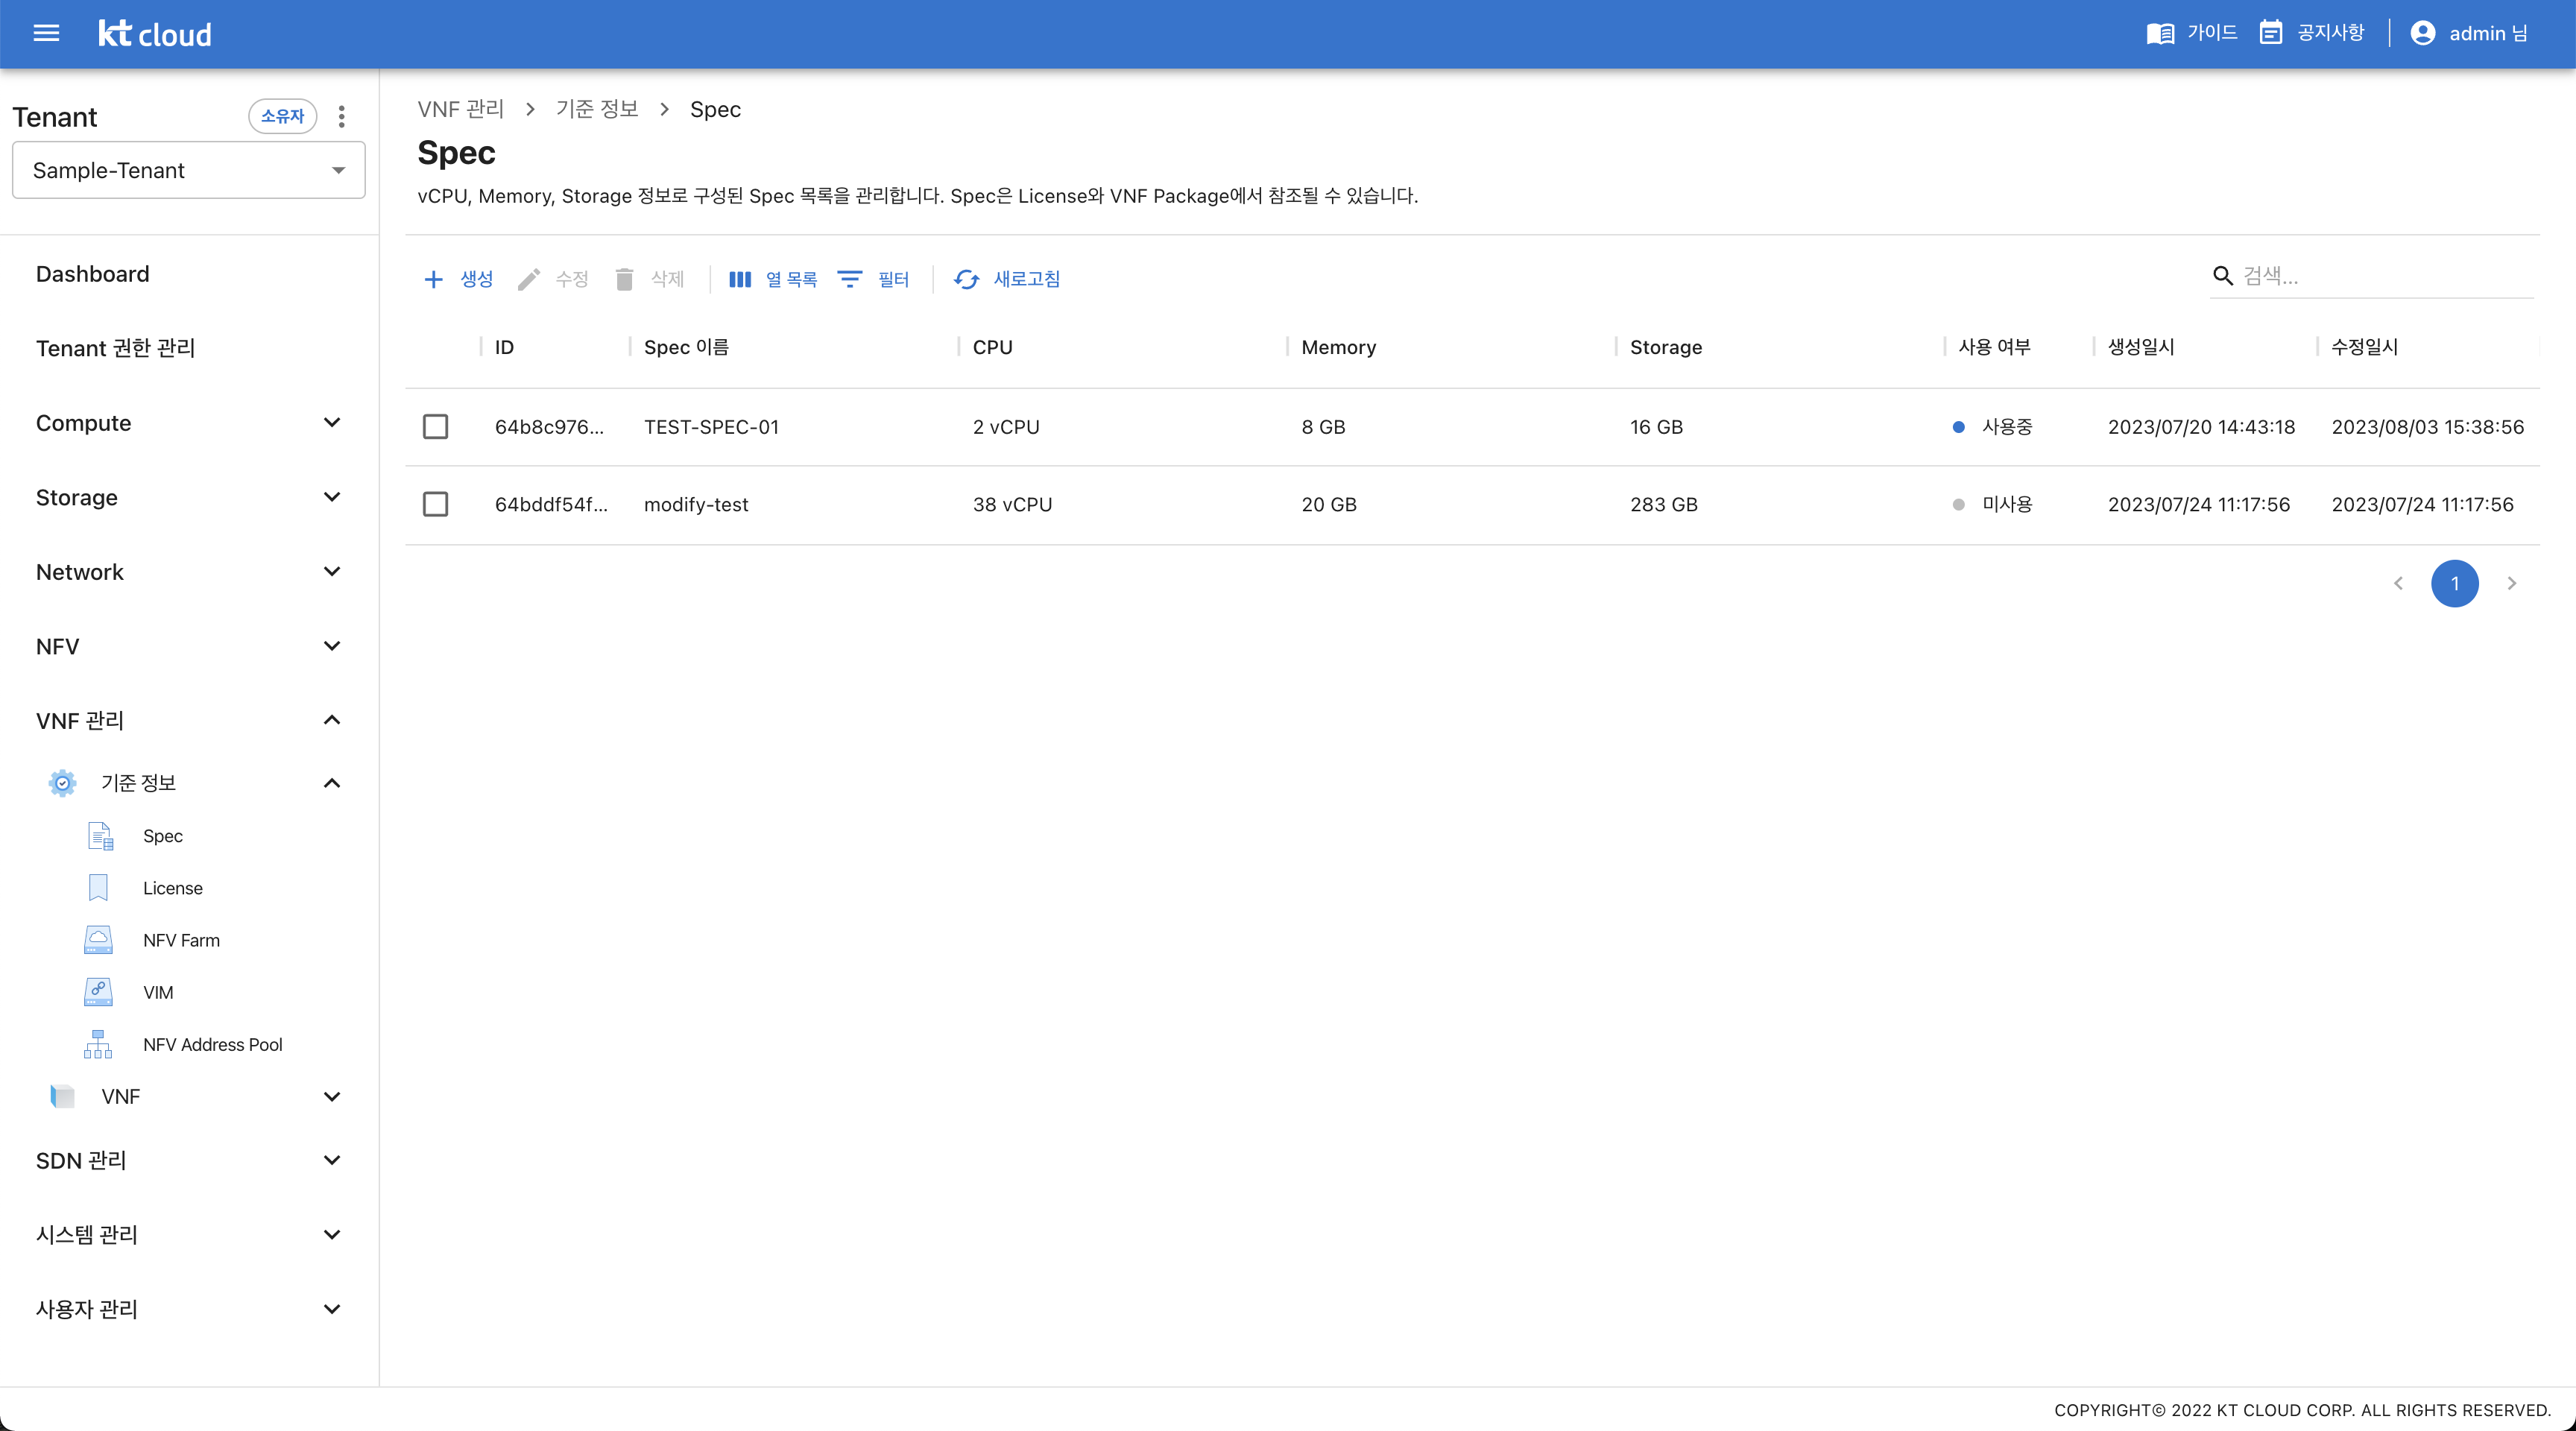 kt cloud
가이드
공지사항
admin 님
Tenant
소유자
Sample-Tenant
Dashboard
Tenant 권한 관리
Compute
Storage
Network
NFV
VNF 관리
기준 정보
Spec
License
NFV Farm
VIM
NFV Address Pool
VNF
SDN 관리
시스템 관리
사용자 관리
VNF 관리 > 기준 정보 > Spec
Spec
vCPU, Memory, Storage 정보로 구성된 Spec 목록을 관리합니다. Spec은 License와 VNF Package에서 참조될 수 있습니다.
생성 수정 삭제 열 목록 필터 새로고침
검색...
ID Spec 이름 CPU Memory Storage 사용 여부 생성일시 수정일시
64b8c976... TEST-SPEC-01 2 vCPU 8 GB 16 GB 사용중 2023/07/20 14:43:18 2023/08/03 15:38:56
64bddf54f... modify-test 38 vCPU 20 GB 283 GB 미사용 2023/07/24 11:17:56 2023/07/24 11:17:56
1
COPYRIGHT© 2022 KT CLOUD CORP. ALL RIGHTS RESERVED.